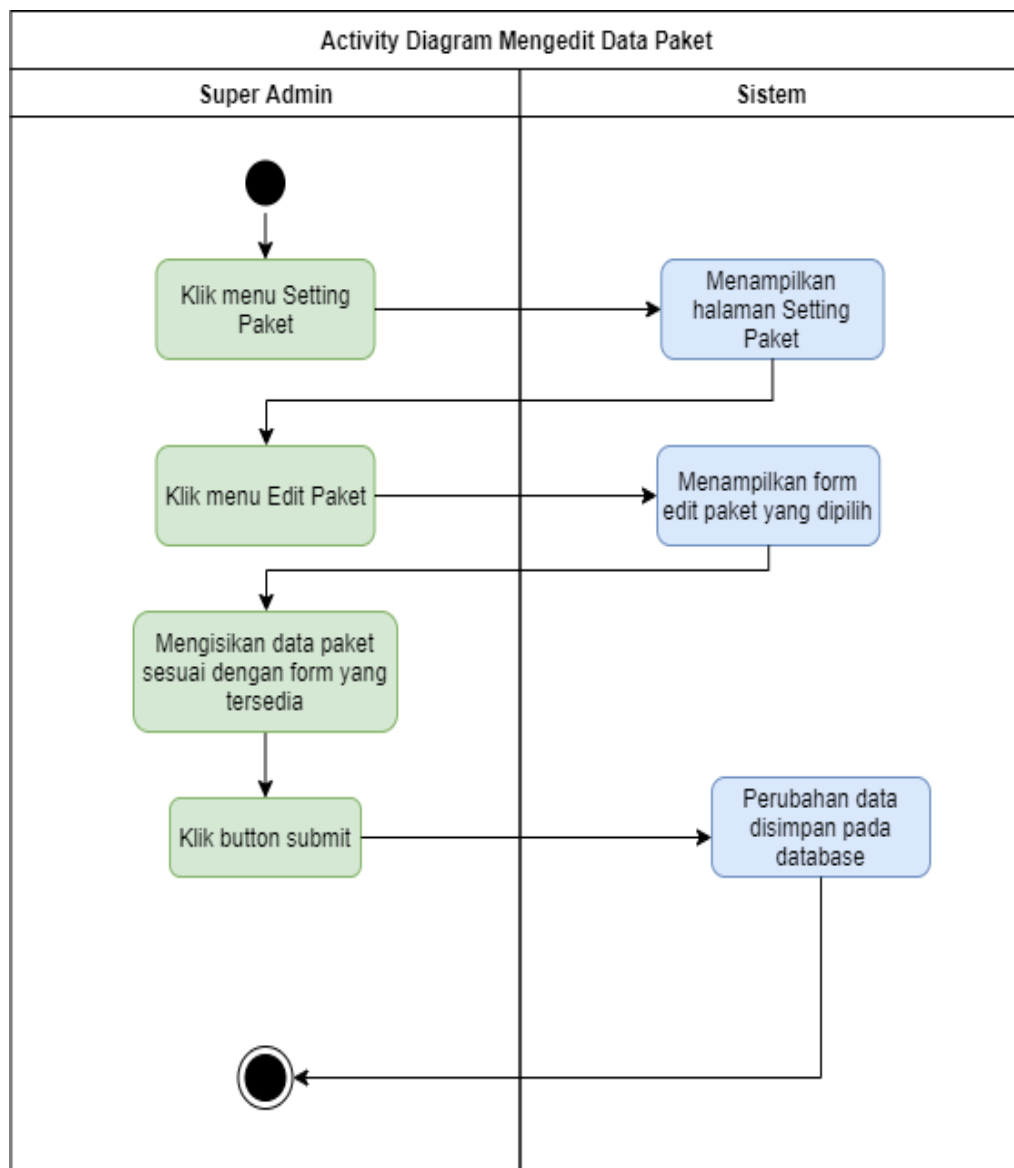 Activity Diagram Mengedit Data Paket
Super Admin
Sistem
Klik menu Setting
Paket
Menampilkan
halaman Setting
Paket
Klik menu Edit Paket
Menampilkan form
edit paket yang dipilih
Mengisikan data paket
sesuai dengan form yang
tersedia
Klik button submit
Perubahan data
disimpan pada
database